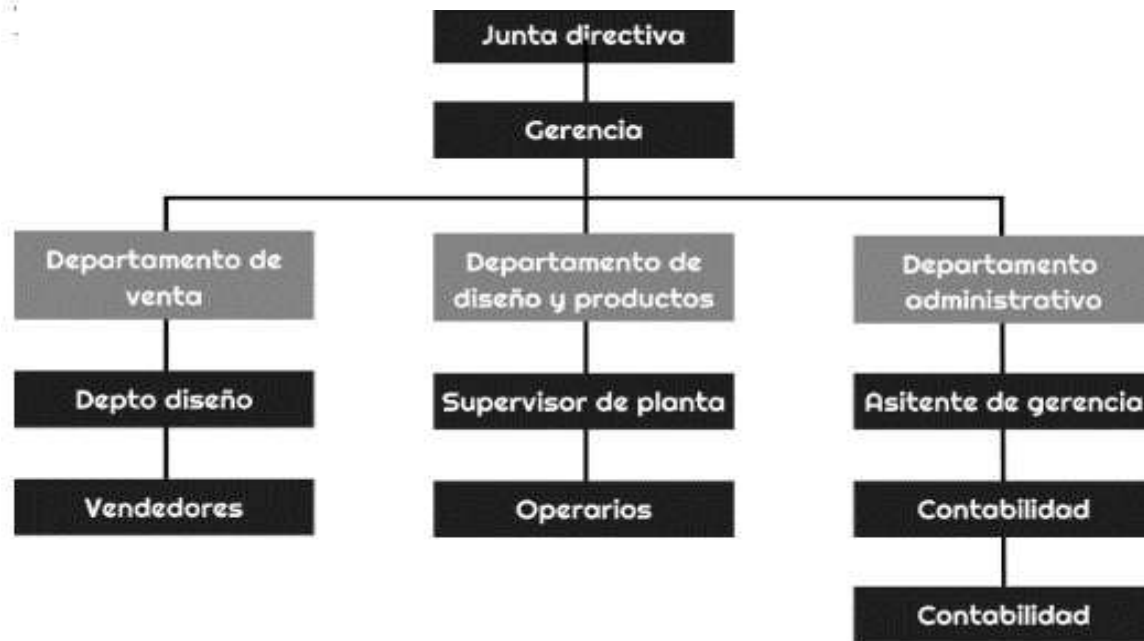 Junta directiva
Gerencia
Departamento de
venta
Departamento de
diseño y productos
Departamento
administrativo
Depto diseño
Supervisor de planta
Asitente de gerencia
Vendedores
Operarios
Contabilidad
Contabilidad